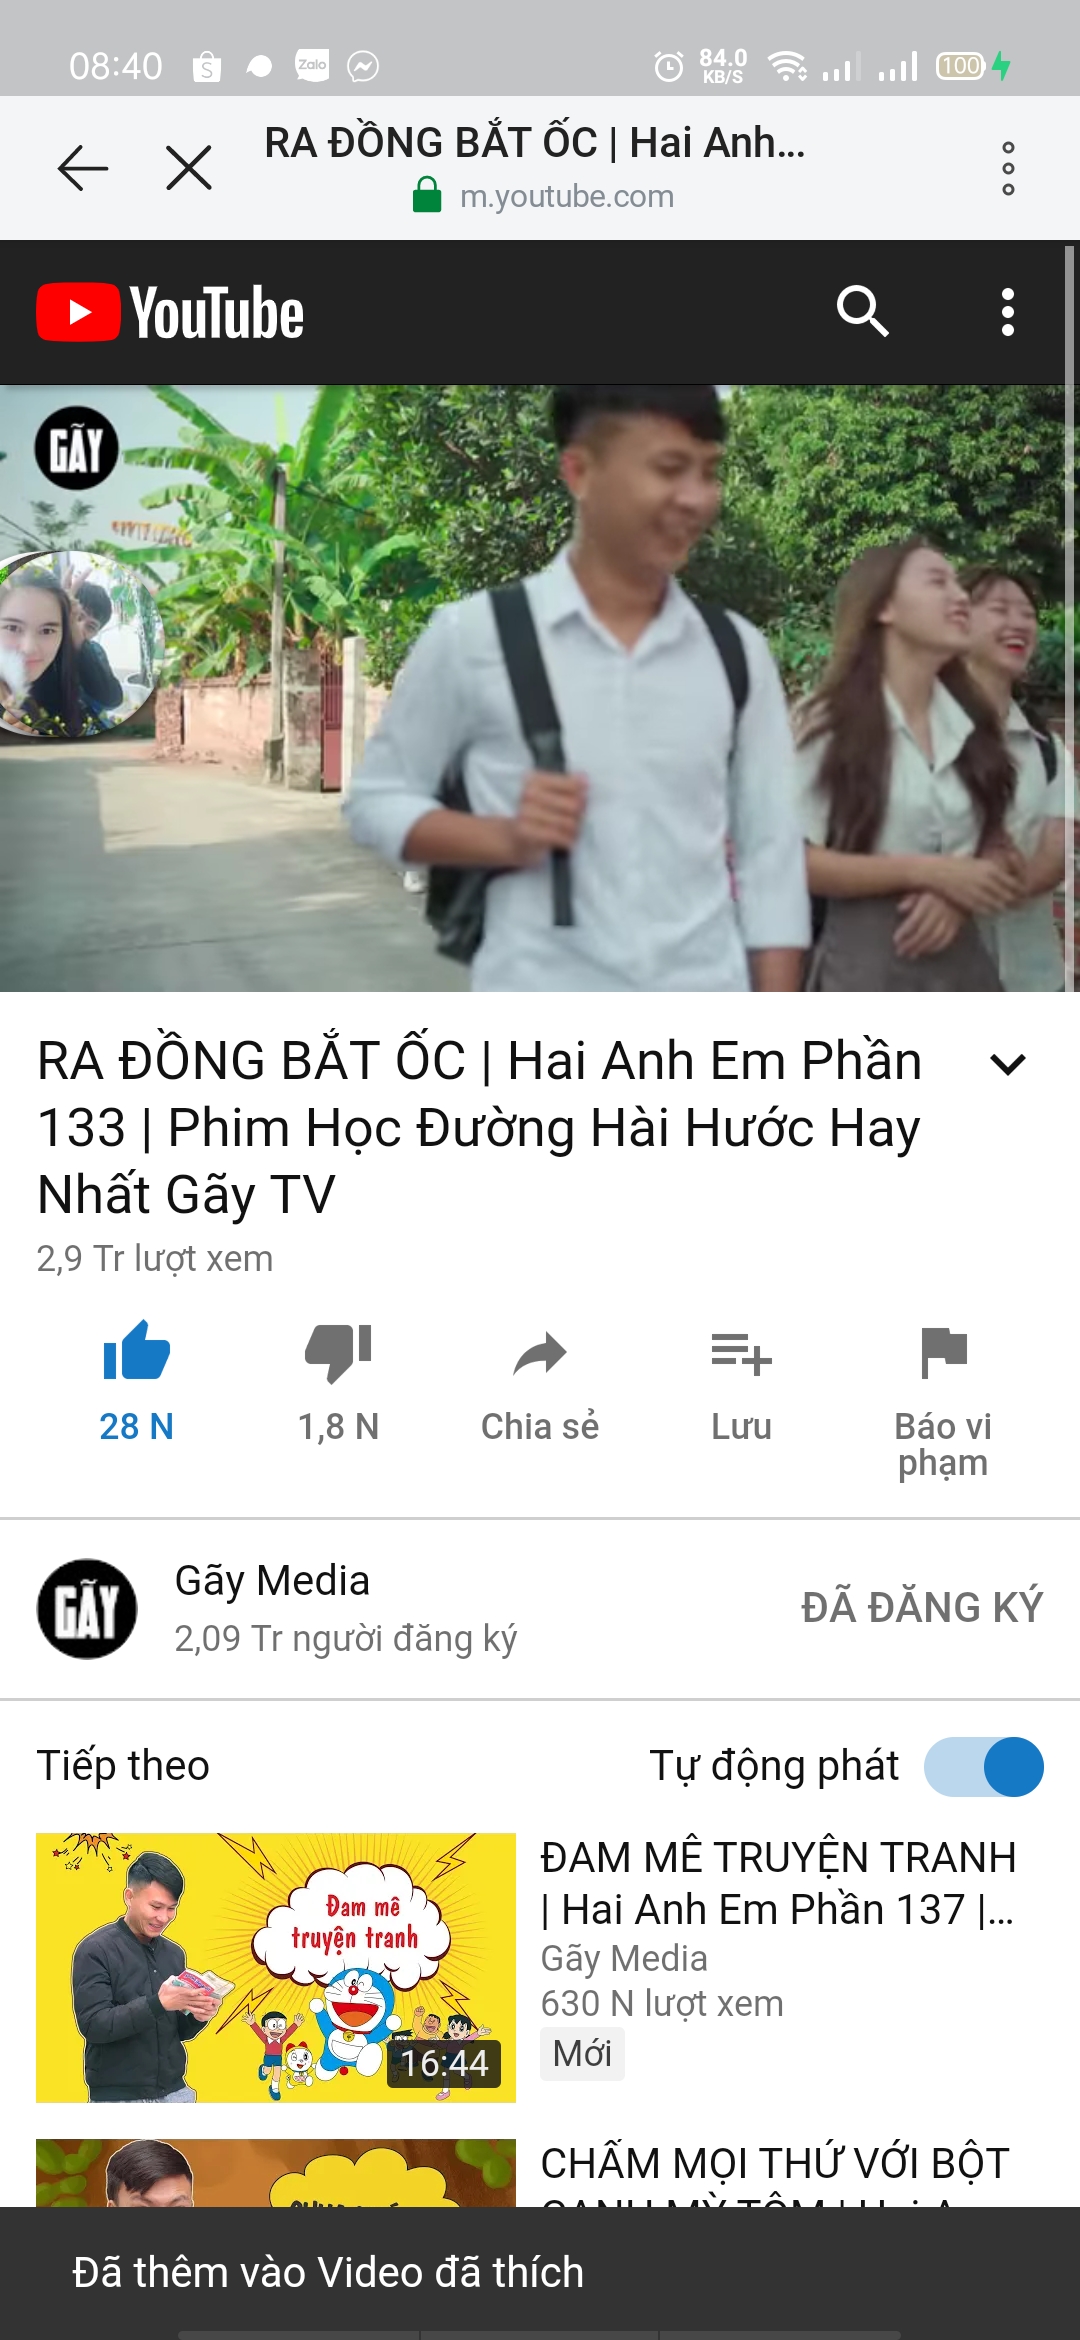 08:40
Zalo
84.0
KB/S
100
RA ĐỒNG BẮT ỐC | Hai Anh...
m.youtube.com
YouTube
GÃY
RA ĐỒNG BẮT ỐC | Hai Anh Em Phần
133 | Phim Học Đường Hài Hước Hay
Nhất Gãy TV
2,9 Tr lượt xem
28 N
1,8 N
Chia sẻ
Lưu
Báo vi
phạm
GÃY
Gãy Media
2,09 Tr người đăng ký
ĐÃ ĐĂNG KÝ
Tiếp theo
Tự động phát
Đam mê
truyện tranh
16:44
ĐAM MÊ TRUYỆN TRANH
| Hai Anh Em Phần 137 |...
Gãy Media
630 N lượt xem
Mới
CHẤM MỌI THỨ VỚI BỘT
CANH MỲ TÔM | Hai A
Đã thêm vào Video đã thích